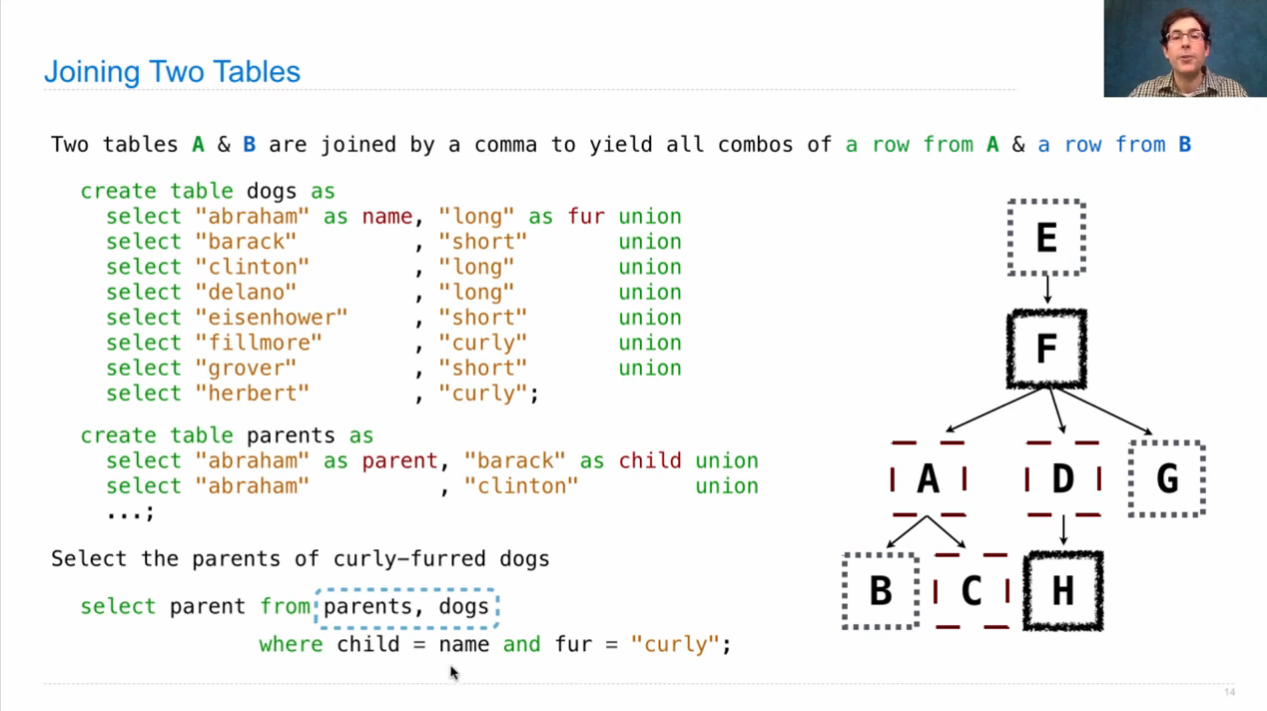 Joining Two Tables
Two tables A & B are joined by a comma to yield all combos of a row from A & a row from B
create table dogs as
select "abraham" as name, "long" as fur union
select "barack" , "short" union
select "clinton" , "long" union
select "delano" , "long" union
select "eisenhower" , "short" union
select "fillmore" , "curly" union
select "grover" , "short" union
select "herbert" , "curly";
create table parents as
select "abraham" as parent, "barack" as child union
select "abraham" , "clinton" union
...;
Select the parents of curly-furred dogs
select parent from parents, dogs
where child = name and fur = "curly";
E
F
A D G
B C H
14